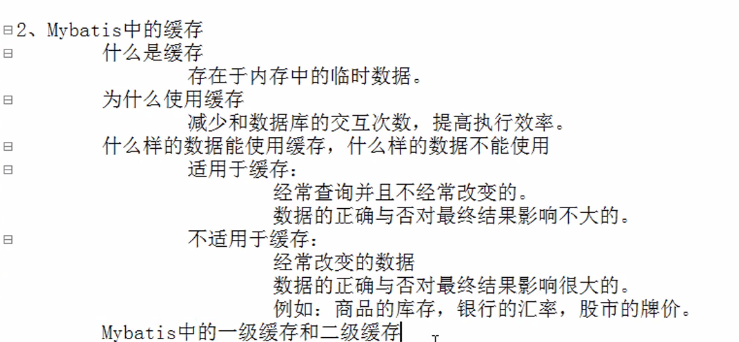 2、Mybatis中的缓存
什么是缓存
存在于内存中的临时数据。
为什么使用缓存
减少和数据库的交互次数，提高执行效率。
什么样的数据能使用缓存，什么样的数据不能使用
适用于缓存：
经常查询并且不经常改变的。
数据的正确与否对最终结果影响不大的。
不适用于缓存：
经常改变的数据
数据的正确与否对最终结果影响很大的。
例如：商品的库存，银行的汇率，股市的牌价。
Mybatis中的一级缓存和二级缓存